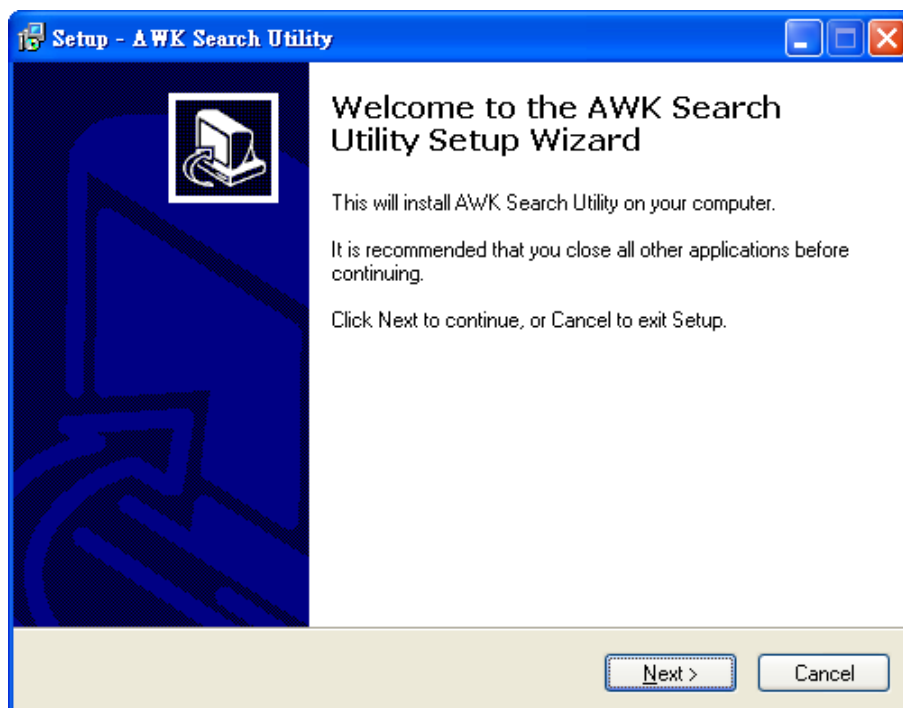 Setup - AWK Search Utility
Welcome to the AWK Search
Utility Setup Wizard
This will install AWK Search Utility on your computer.
It is recommended that you close all other applications before
continuing.
Click Next to continue, or Cancel to exit Setup.
Next >
Cancel